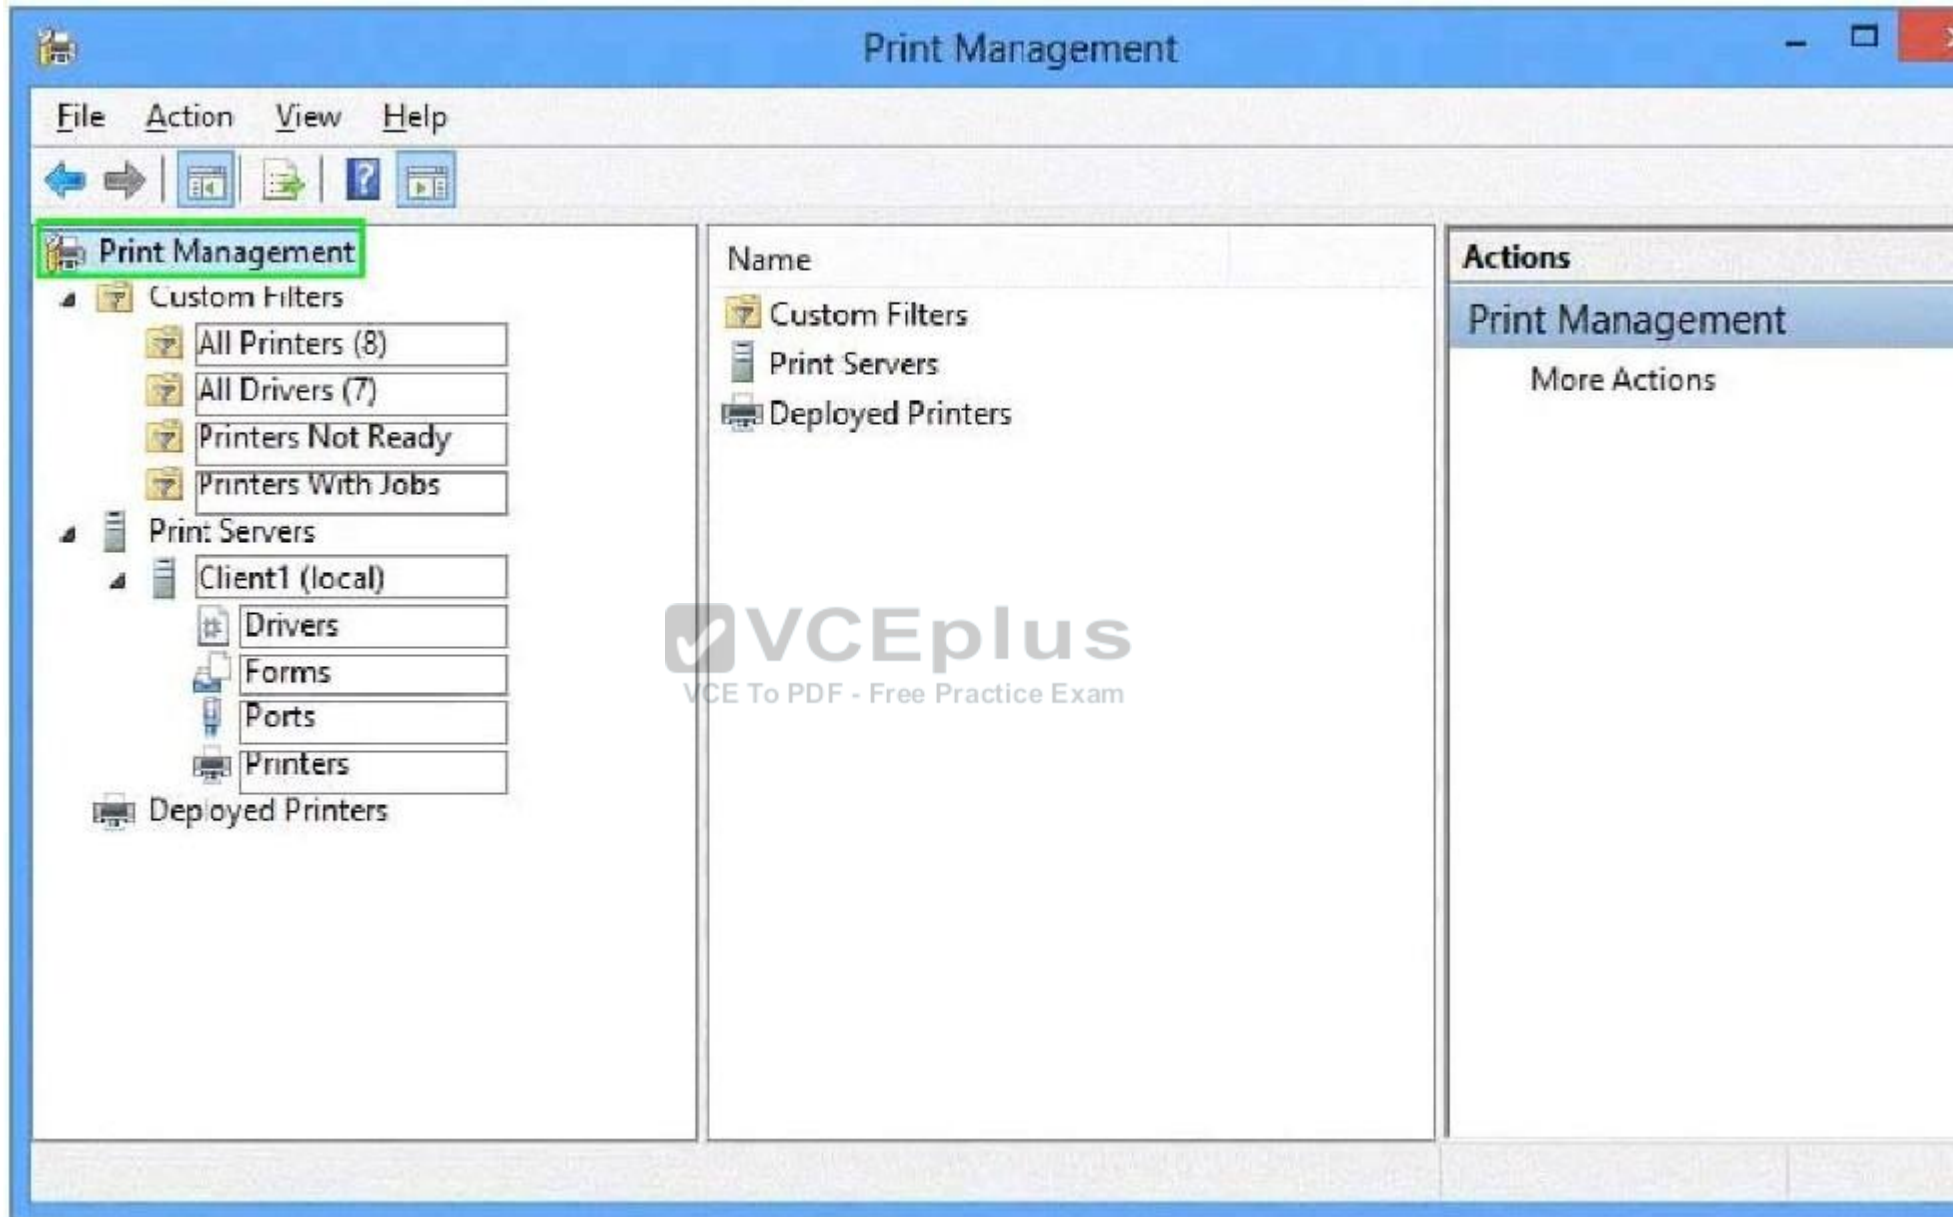 Print Management
File Action View Help
Print Management
Custom Filters
All Printers (8)
All Drivers (7)
Printers Not Ready
Printers With Jobs
Print Servers
Client1 (local)
Drivers
Forms
Ports
Printers
Deployed Printers
Name
Custom Filters
Print Servers
Deployed Printers
VCEplus
VCE To PDF - Free Practice Exam
Actions
Print Management
More Actions